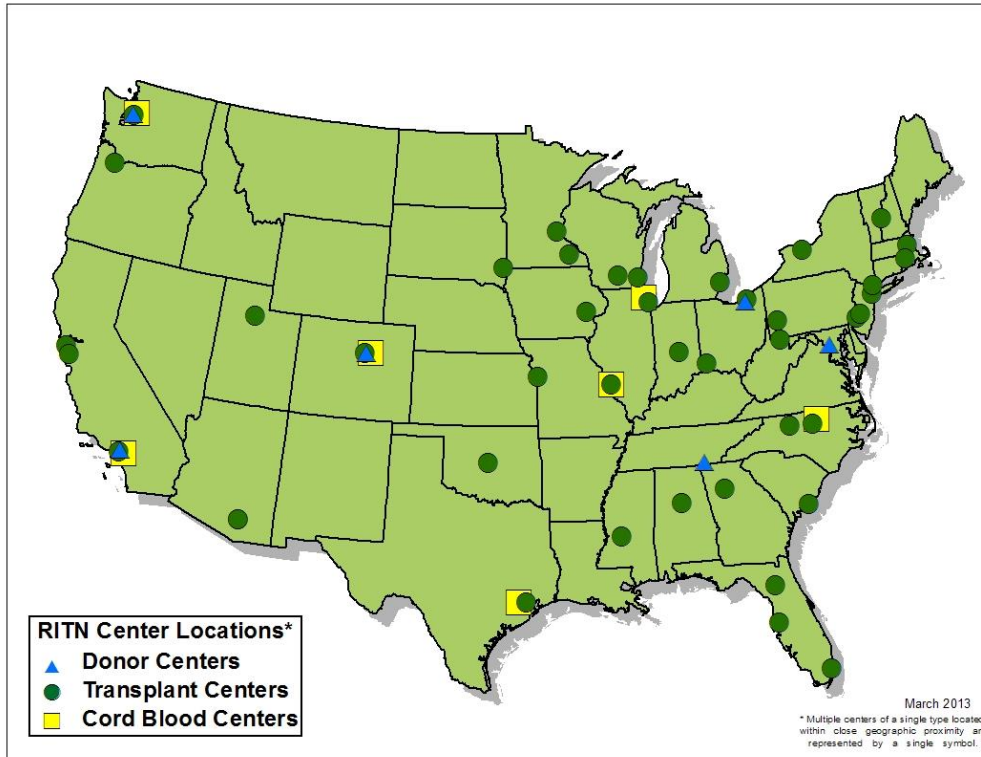 RITN Center Locations*
Donor Centers
Transplant Centers
Cord Blood Centers
March 2013
* Multiple centers of a single type located
within close geographic proximity are
represented by a single symbol.